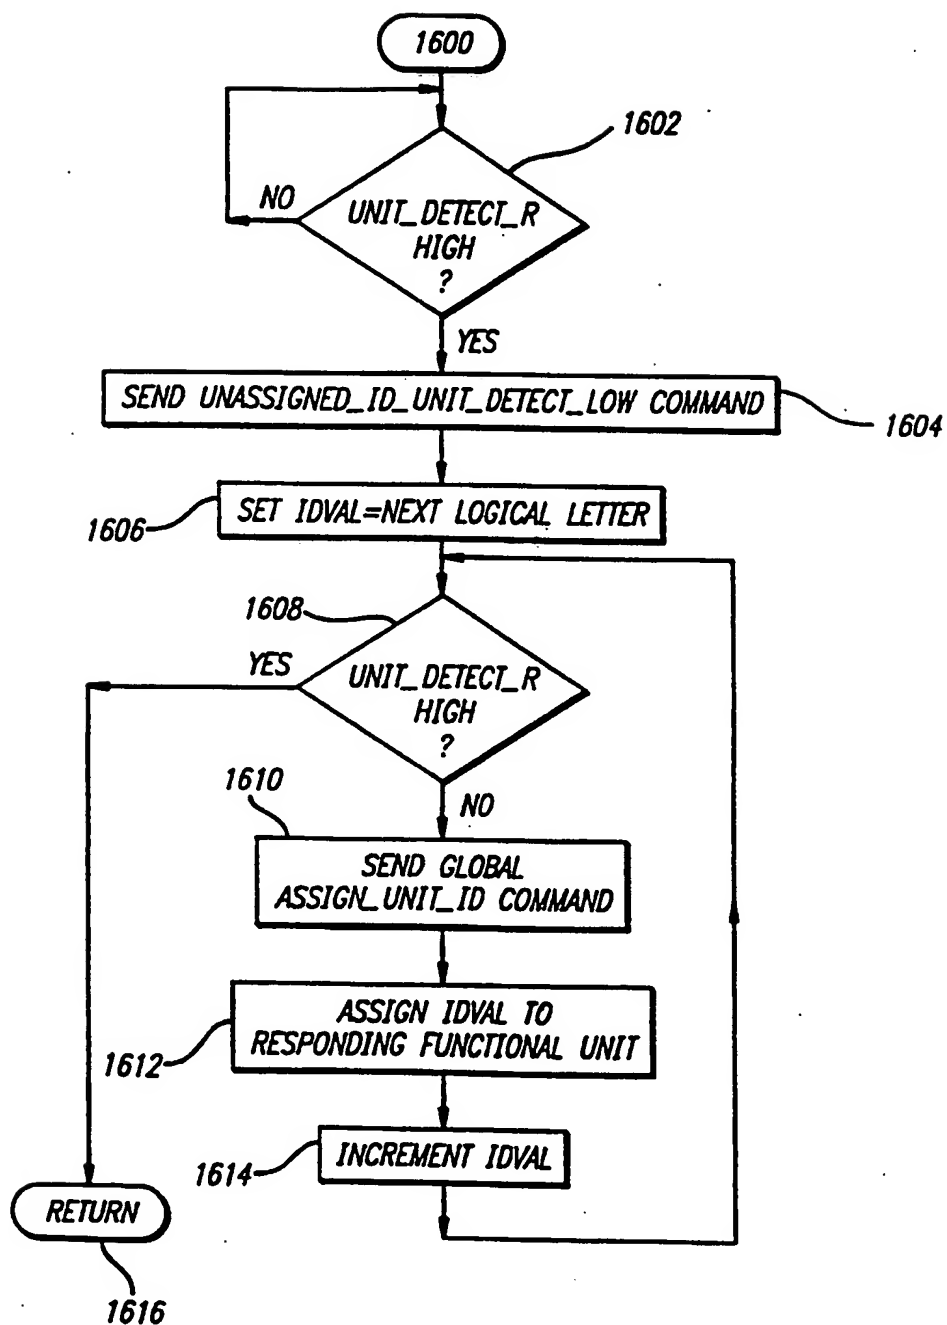 1600
1602
NO
UNIT_DETECT_R
HIGH
?
YES
SEND UNASSIGNED_ID_UNIT_DETECT_LOW COMMAND
1604
SET IDVAL=NEXT LOGICAL LETTER
1606
1608
YES
UNIT_DETECT_R
HIGH
?
1610
NO
SEND GLOBAL
ASSIGN_UNIT_ID COMMAND
ASSIGN IDVAL TO
RESPONDING FUNCTIONAL UNIT
1612
INCREMENT IDVAL
1614
RETURN
1616